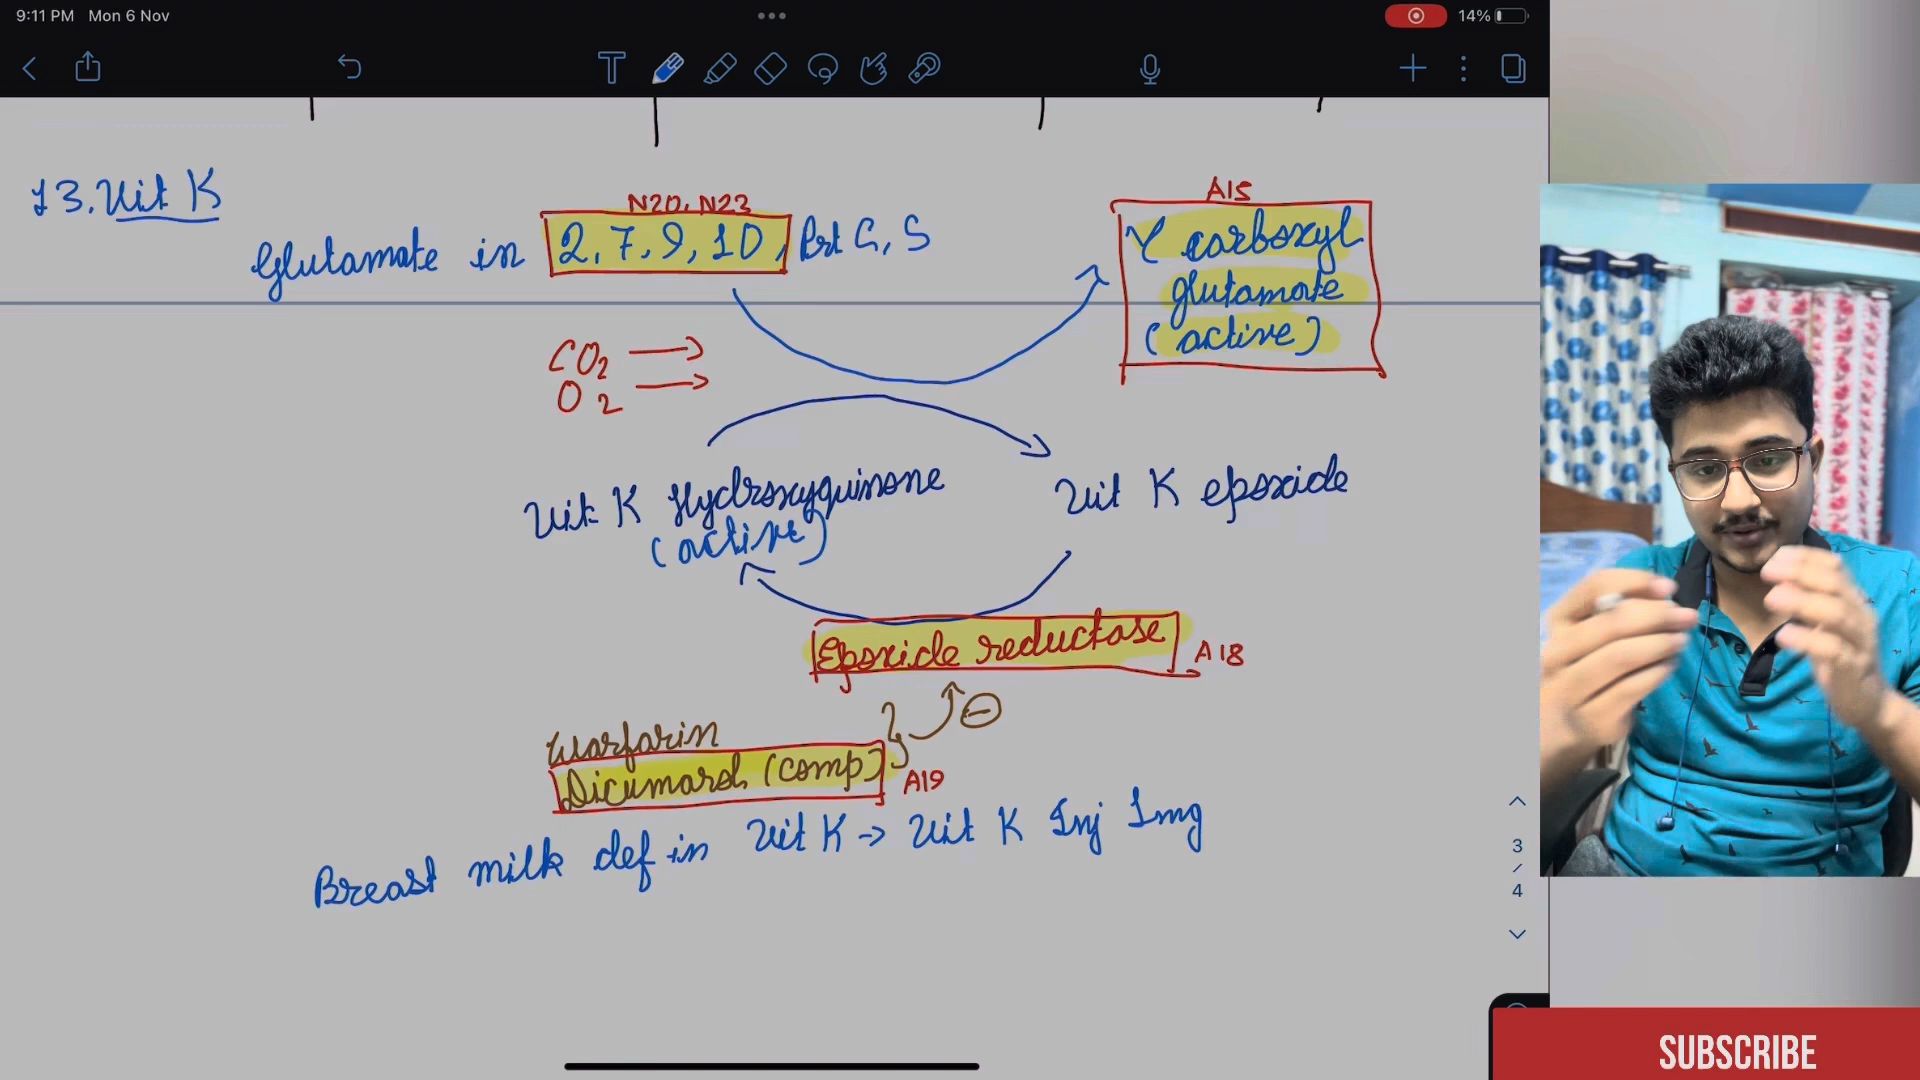 9:11 PM Mon 6 Nov
14%
13. Vit K
N20, N23
A15
Glutamate in 2, 7, 9, 10, Prt C, S
γ carboxyl
glutamate
(active)
CO2
O2
Vit K Hydroxyquinone
(active)
Vit K epoxide
Epoxide reductase
A18
Warfarin
Dicumarol (comp)
A19
Breast milk def in Vit K → Vit K Inj 1mg
3
/
4
SUBSCRIBE